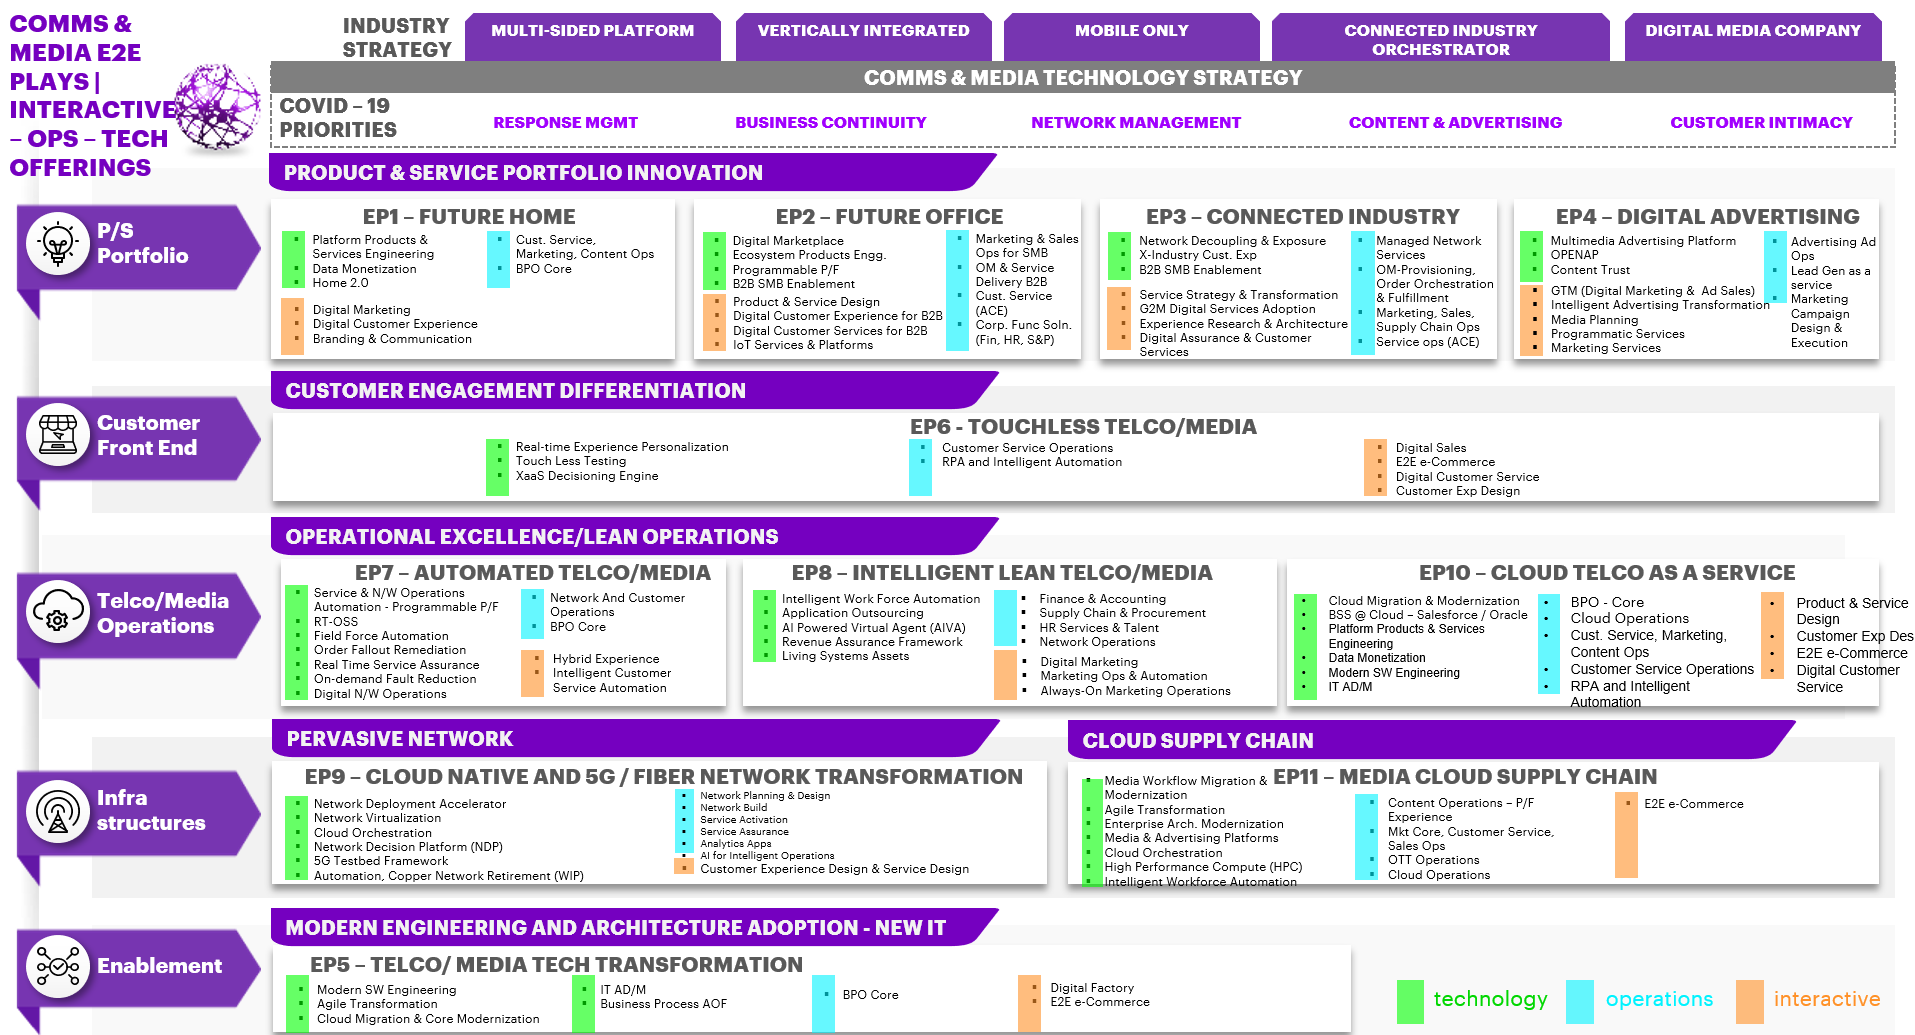 COMMS &
MEDIA E2E
PLAYS |
INTERACTIVE
– OPS – TECH
OFFERINGS
INDUSTRY
STRATEGY
MULTI-SIDED PLATFORM
VERTICALLY INTEGRATED
MOBILE ONLY
CONNECTED INDUSTRY
ORCHESTRATOR
DIGITAL MEDIA COMPANY
COMMS & MEDIA TECHNOLOGY STRATEGY
COVID – 19
PRIORITIES
RESPONSE MGMT
BUSINESS CONTINUITY
NETWORK MANAGEMENT
CONTENT & ADVERTISING
CUSTOMER INTIMACY
PRODUCT & SERVICE PORTFOLIO INNOVATION
P/S
Portfolio
EP1 – FUTURE HOME
Platform Products &
Services Engineering
Data Monetization
Home 2.0
Digital Marketing
Digital Customer Experience
Branding & Communication
Cust. Service,
Marketing, Content Ops
BPO Core
EP2 – FUTURE OFFICE
Digital Marketplace
Ecosystem Products Engg.
Programmable P/F
B2B SMB Enablement
Product & Service Design
Digital Customer Experience for B2B
Digital Customer Services for B2B
IoT Services & Platforms
Marketing & Sales
Ops for SMB
OM & Service
Delivery B2B
Cust. Service
(ACE)
Corp. Func Soln.
(Fin, HR, S&P)
EP3 – CONNECTED INDUSTRY
Network Decoupling & Exposure
X-Industry Cust. Exp
B2B SMB Enablement
Service Strategy & Transformation
G2M Digital Services Adoption
Experience Research & Architecture
Digital Assurance & Customer
Services
Managed Network
Services
OM-Provisioning,
Order Orchestration
& Fulfillment
Marketing, Sales,
Supply Chain Ops
Service ops (ACE)
EP4 – DIGITAL ADVERTISING
Multimedia Advertising Platform
OPENAP
Content Trust
GTM (Digital Marketing & Ad Sales)
Intelligent Advertising Transformation
Media Planning
Programmatic Services
Marketing Services
Advertising Ad
Ops
Lead Gen as a
service
Marketing
Campaign
Design &
Execution
CUSTOMER ENGAGEMENT DIFFERENTIATION
Customer
Front End
EP6 - TOUCHLESS TELCO/MEDIA
Real-time Experience Personalization
Touch Less Testing
XaaS Decisioning Engine
Customer Service Operations
RPA and Intelligent Automation
Digital Sales
E2E e-Commerce
Digital Customer Service
Customer Exp Design
OPERATIONAL EXCELLENCE/LEAN OPERATIONS
Telco/Media
Operations
EP7 – AUTOMATED TELCO/MEDIA
Service & N/W Operations
Automation - Programmable P/F
RT-OSS
Field Force Automation
Order Fallout Remediation
Real Time Service Assurance
On-demand Fault Reduction
Digital N/W Operations
Network And Customer
Operations
BPO Core
Hybrid Experience
Intelligent Customer
Service Automation
EP8 – INTELLIGENT LEAN TELCO/MEDIA
Intelligent Work Force Automation
Application Outsourcing
AI Powered Virtual Agent (AIVA)
Revenue Assurance Framework
Living Systems Assets
Finance & Accounting
Supply Chain & Procurement
HR Services & Talent
Network Operations
Digital Marketing
Marketing Ops & Automation
Always-On Marketing Operations
EP10 – CLOUD TELCO AS A SERVICE
Cloud Migration & Modernization
BSS @ Cloud – Salesforce / Oracle
Platform Products & Services
Engineering
Data Monetization
Modern SW Engineering
IT AD/M
BPO - Core
Cloud Operations
Cust. Service, Marketing,
Content Ops
Customer Service Operations
RPA and Intelligent
Automation
Product & Service
Design
Customer Exp Des
E2E e-Commerce
Digital Customer
Service
PERVASIVE NETWORK
CLOUD SUPPLY CHAIN
Infra
structures
EP9 – CLOUD NATIVE AND 5G / FIBER NETWORK TRANSFORMATION
Network Deployment Accelerator
Network Virtualization
Cloud Orchestration
Network Decision Platform (NDP)
5G Testbed Framework
Automation, Copper Network Retirement (WIP)
Network Planning & Design
Network Build
Service Activation
Service Assurance
Analytics Apps
AI for Intelligent Operations
Customer Experience Design & Service Design
EP11 – MEDIA CLOUD SUPPLY CHAIN
Media Workflow Migration &
Modernization
Agile Transformation
Enterprise Arch. Modernization
Media & Advertising Platforms
Cloud Orchestration
High Performance Compute (HPC)
Intelligent Workforce Automation
Content Operations – P/F
Experience
Mkt Core, Customer Service,
Sales Ops
OTT Operations
Cloud Operations
E2E e-Commerce
MODERN ENGINEERING AND ARCHITECTURE ADOPTION - NEW IT
Enablement
EP5 – TELCO/ MEDIA TECH TRANSFORMATION
Modern SW Engineering
Agile Transformation
Cloud Migration & Core Modernization
IT AD/M
Business Process AOF
BPO Core
Digital Factory
E2E e-Commerce
technology
operations
interactive